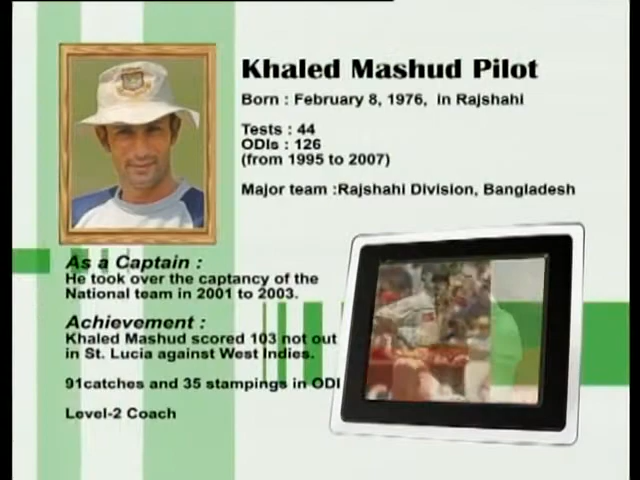 Khaled Mashud Pilot
Born : February 8, 1976, in Rajshahi
Tests : 44
ODIs : 126
(from 1995 to 2007)
Major team :Rajshahi Division, Bangladesh
As a Captain :
He took over the captancy of the
National team in 2001 to 2003.
Achievement :
Khaled Mashud scored 103 not out
in St. Lucia against West Indies.
91catches and 35 stampings in ODI
Level-2 Coach